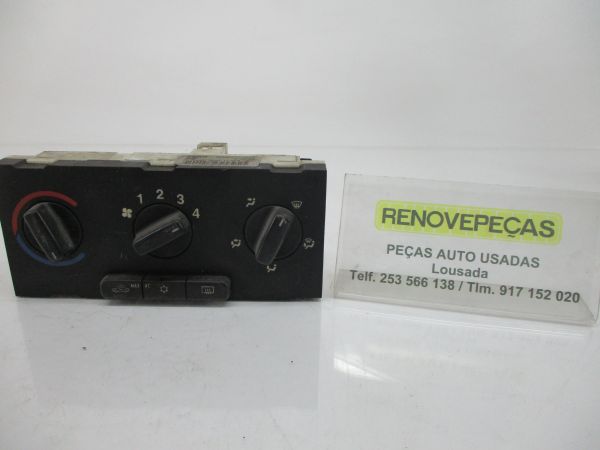 1 2 3 4
RENOVEPEÇAS
PEÇAS AUTO USADAS
Lousada
Telf. 253 566 138 / Tlm. 917 152 020